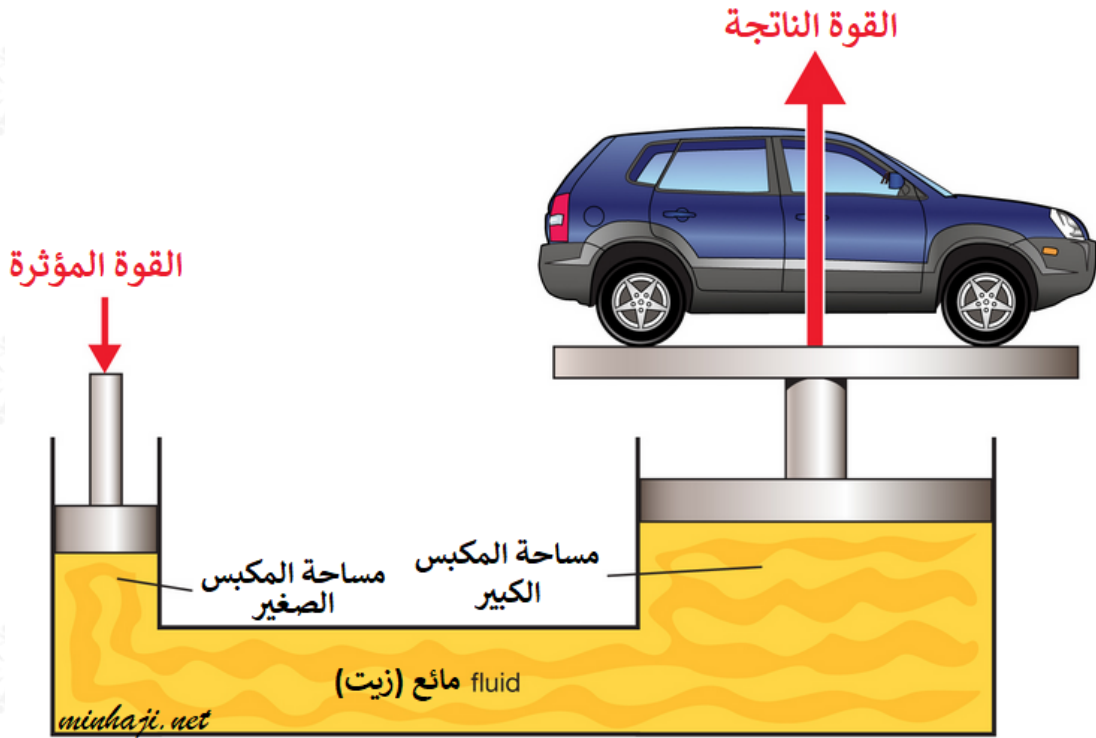 القوة الناتجة
القوة المؤثرة
مساحة المكبس
الكبير
مساحة المكبس
الصغير
مائع (زيت) fluid
minhaji.net